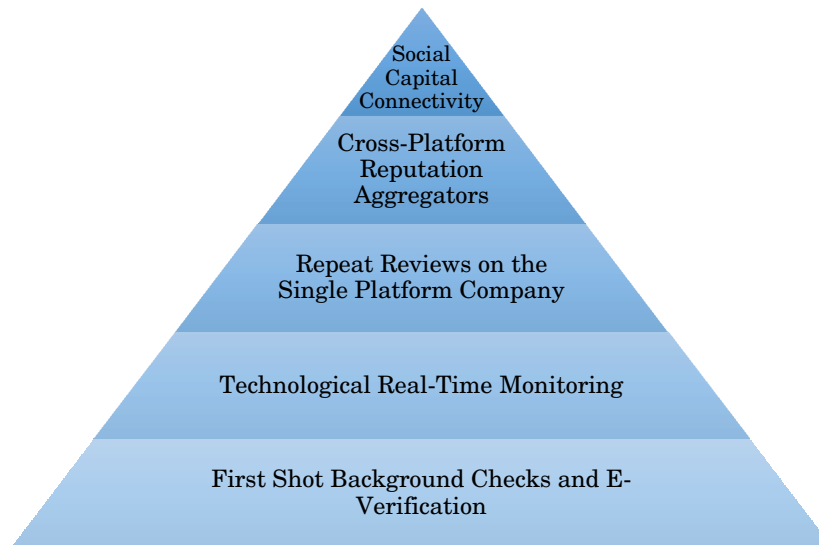 Social
Capital
Connectivity
Cross-Platform
Reputation
Aggregators
Repeat Reviews on the
Single Platform Company
Technological Real-Time Monitoring
First Shot Background Checks and E-
Verification